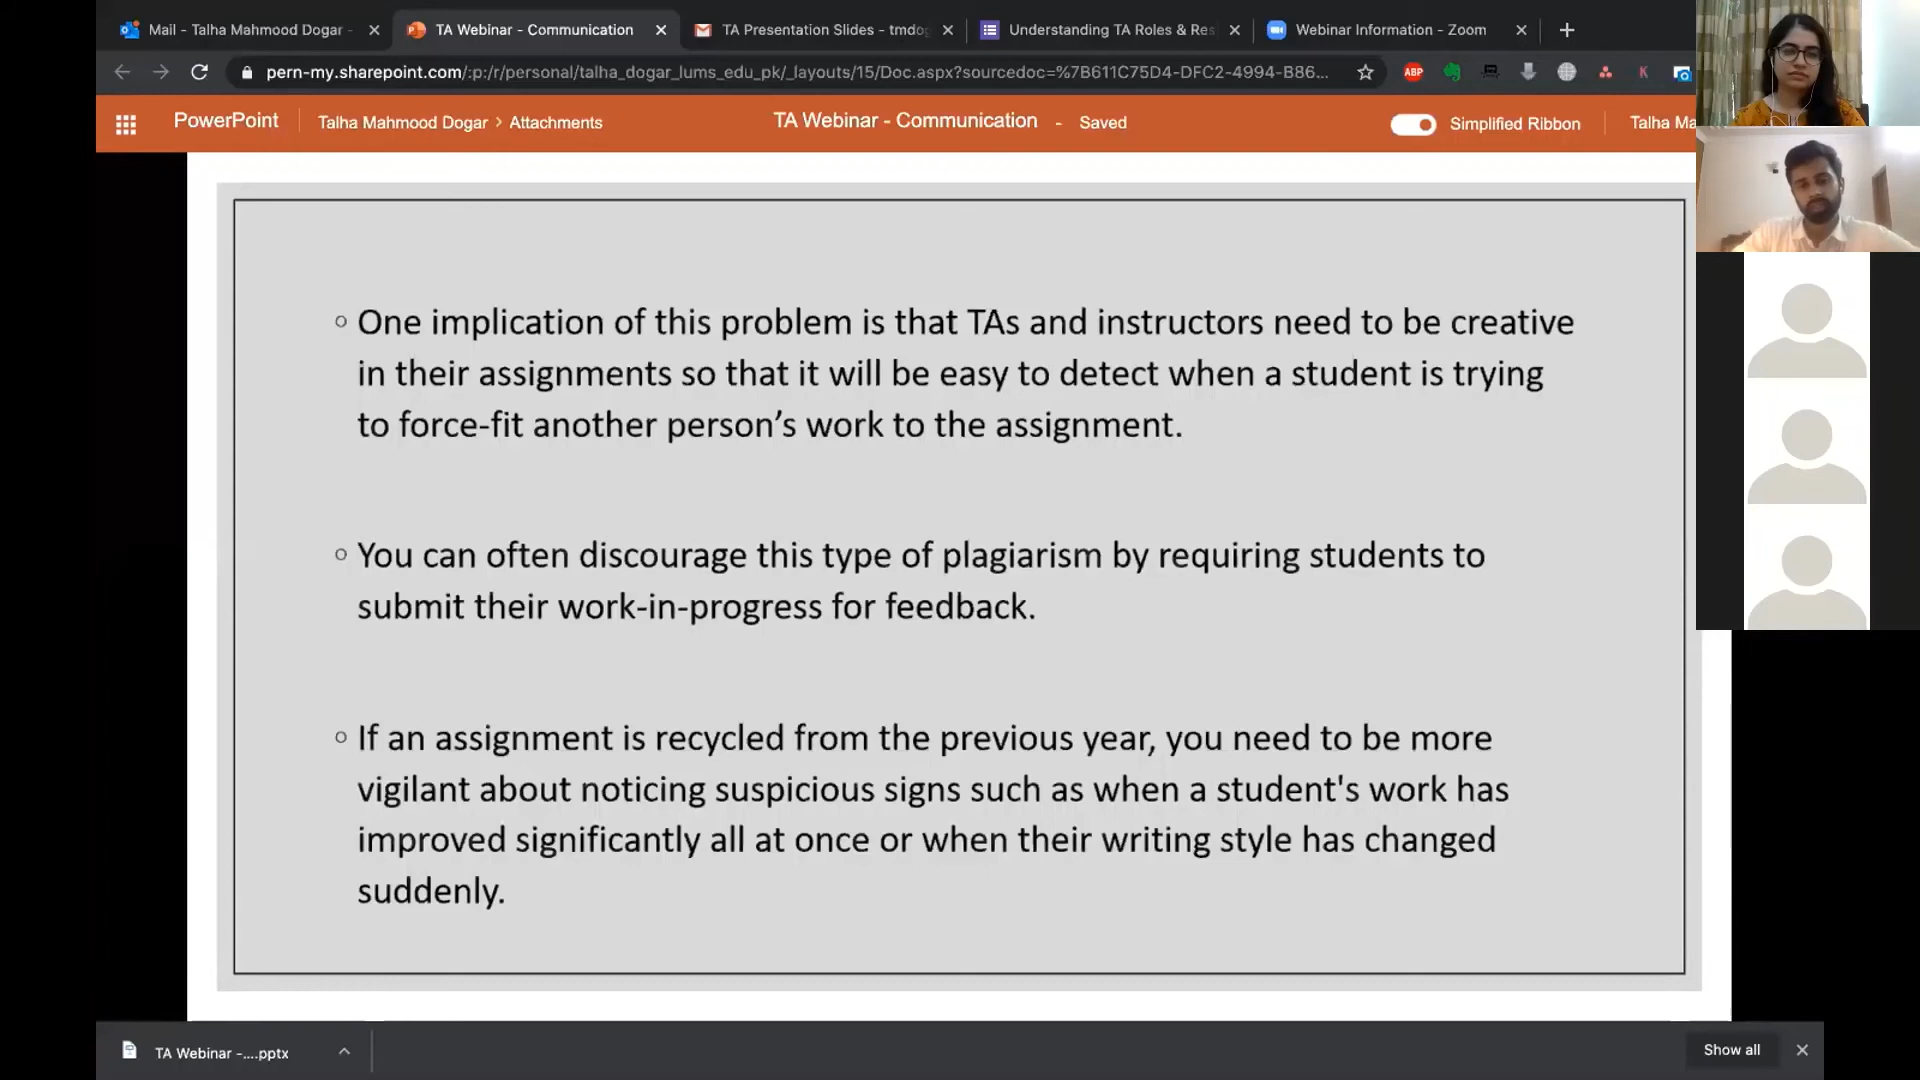 Mail - Talha Mahmood Dogar -
TA Webinar - Communication
TA Presentation Slides - tmdo
Understanding TA Roles & Res
Webinar Information - Zoom
pern-my.sharepoint.com/:p:/r/personal/talha_dogar_lums_edu_pk/_layouts/15/Doc.aspx?sourcedoc=%7B611C75D4-DFC2-4994-B86...
ABP
K
PowerPoint
Talha Mahmood Dogar > Attachments
TA Webinar - Communication - Saved
Simplified Ribbon
Talha Ma
One implication of this problem is that TAs and instructors need to be creative
in their assignments so that it will be easy to detect when a student is trying
to force-fit another person’s work to the assignment.
You can often discourage this type of plagiarism by requiring students to
submit their work-in-progress for feedback.
If an assignment is recycled from the previous year, you need to be more
vigilant about noticing suspicious signs such as when a student's work has
improved significantly all at once or when their writing style has changed
suddenly.
TA Webinar -....pptx
Show all